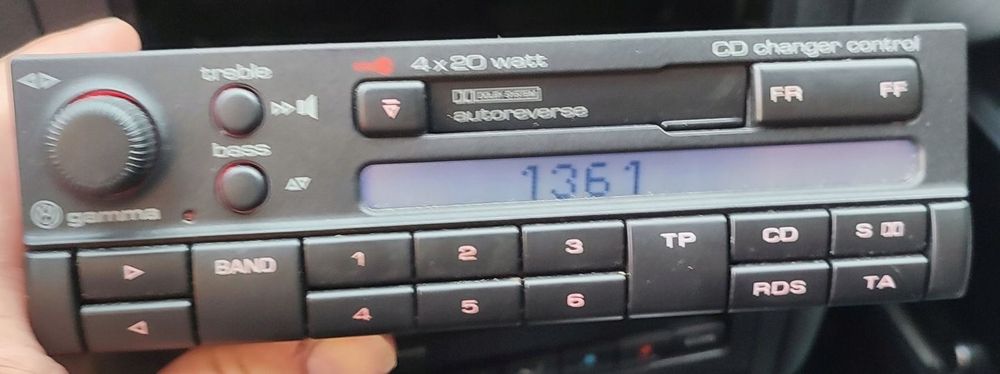 treble
4 x 20 watt
CD changer control
DOLBY SYSTEM
autoreverse
FR FF
bass
1361
gamma
BAND
1 2 3
TP
CD
S
4 5 6
RDS
TA